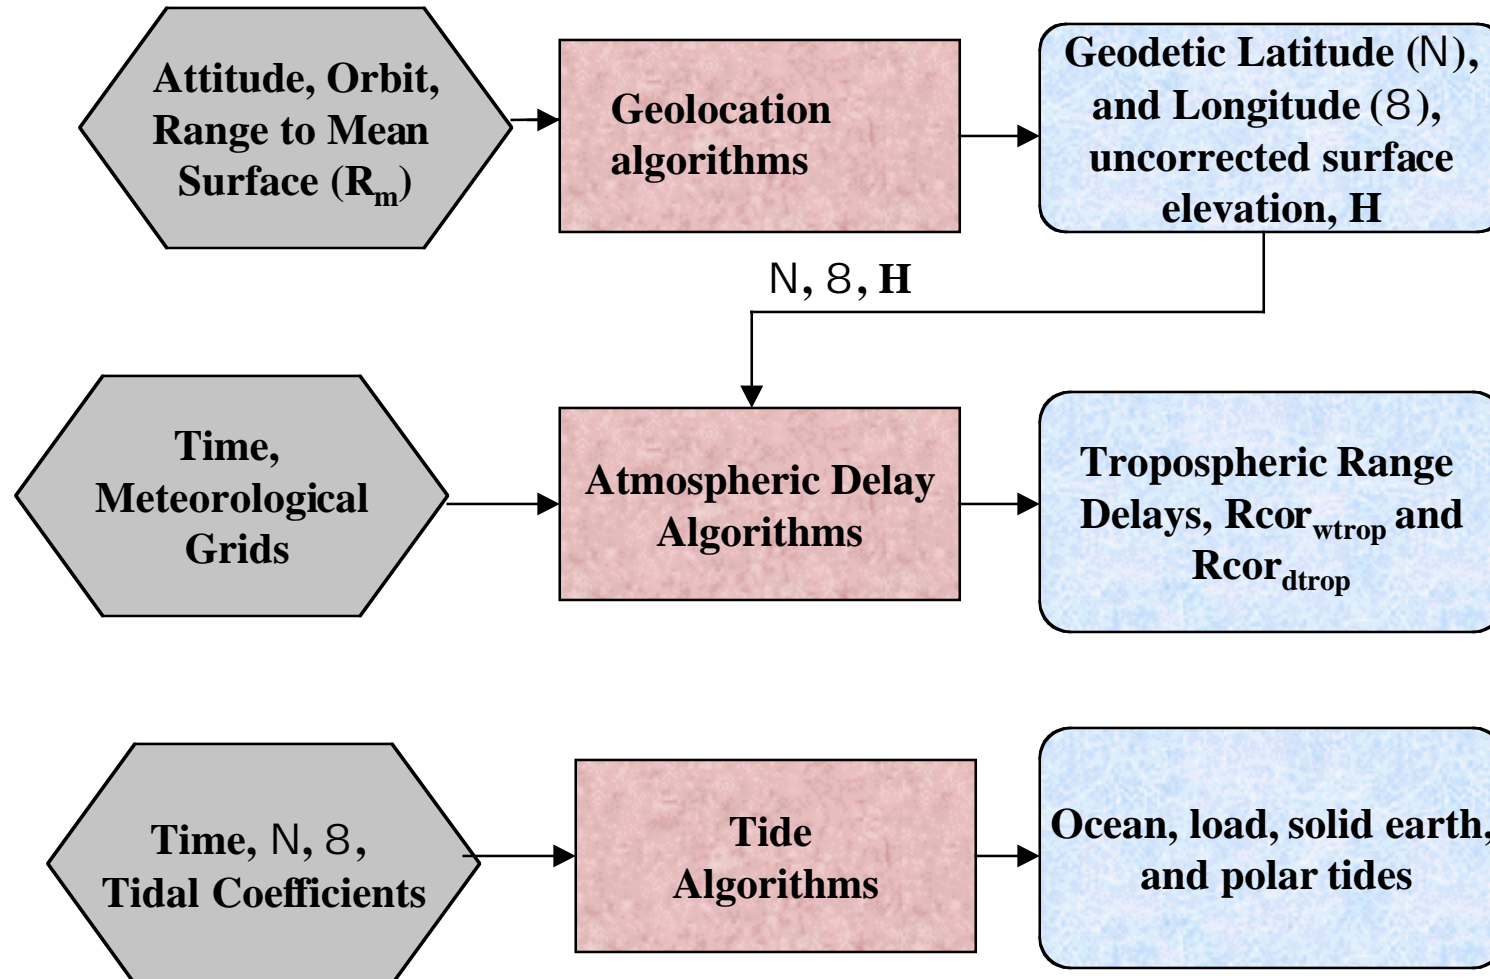 Attitude, Orbit,
Range to Mean
Surface (Rm)
Geolocation
algorithms
Geodetic Latitude (N),
and Longitude (8),
uncorrected surface
elevation, H
N, 8, H
Time,
Meteorological
Grids
Atmospheric Delay
Algorithms
Tropospheric Range
Delays, Rcorwtrop and
Rcordtrop
Time, N, 8,
Tidal Coefficients
Tide
Algorithms
Ocean, load, solid earth,
and polar tides